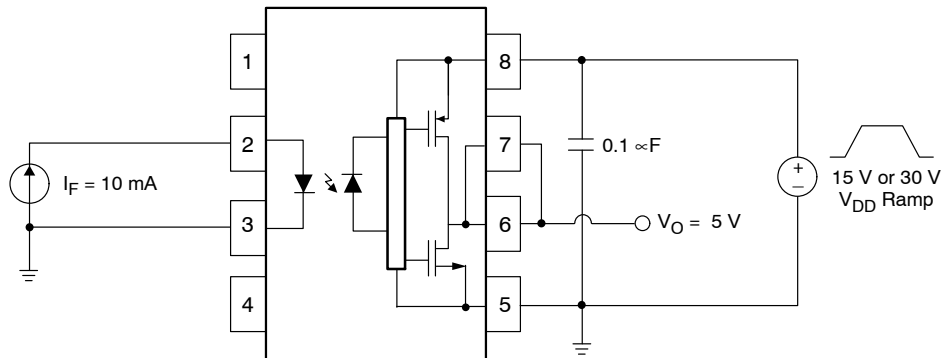 1
8
2
7
I_F = 10 mA
0.1 ∝F
+
−
15 V or 30 V
V_DD Ramp
3
6
V_O = 5 V
4
5